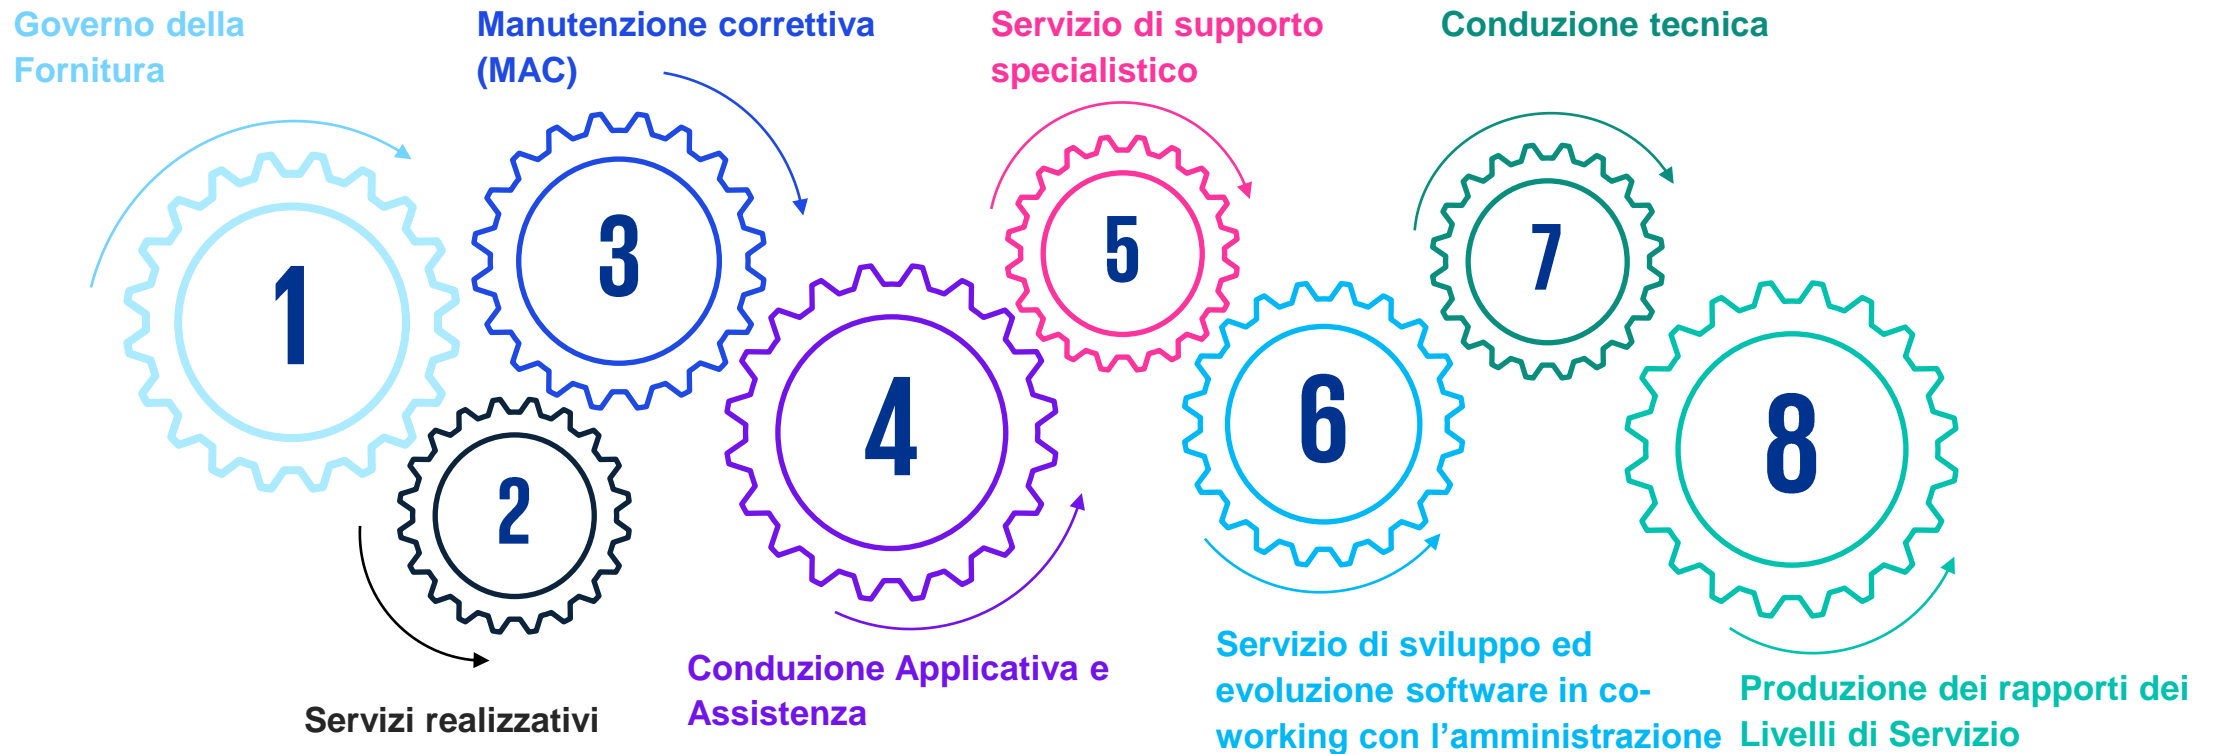 Governo della
Fornitura
1
Servizi realizzativi
2
Manutenzione correttiva
(MAC)
3
Conduzione Applicativa e
Assistenza
4
Servizio di supporto
specialistico
5
Servizio di sviluppo ed
evoluzione software in co-
working con l’amministrazione
6
Conduzione tecnica
7
Produzione dei rapporti dei
Livelli di Servizio
8